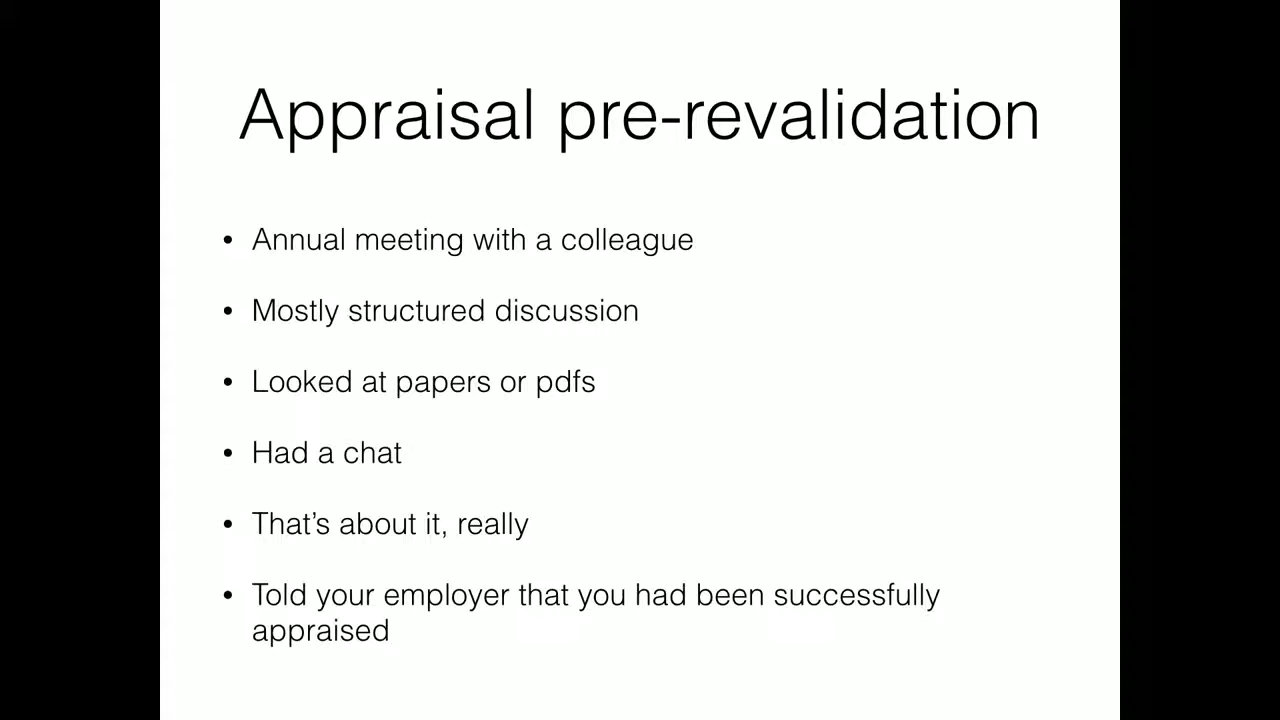 Appraisal pre-revalidation
• Annual meeting with a colleague
• Mostly structured discussion
• Looked at papers or pdfs
• Had a chat
• That’s about it, really
• Told your employer that you had been successfully
appraised